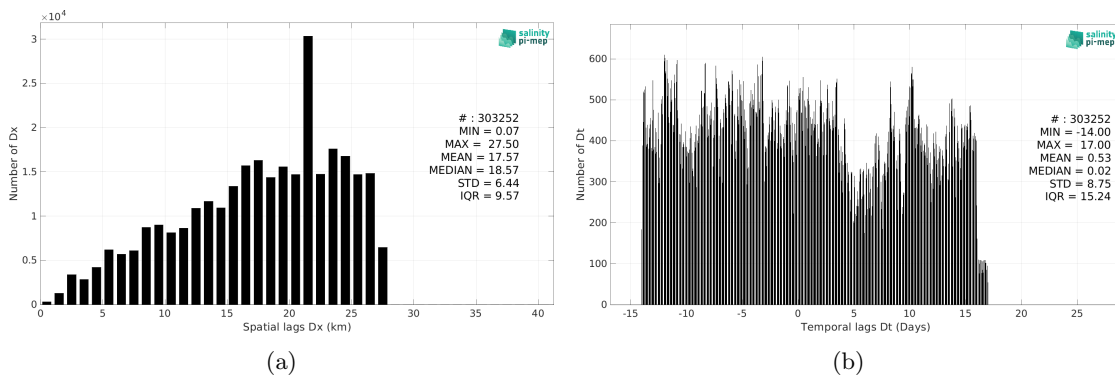 ×10⁴
3
2.5
2
1.5
1
0.5
0
Number of Dx
0 5 10 15 20 25 30 35 40
Spatial lags Dx (km)
salinity
pi-mep
# : 303252
MIN = 0.07
MAX = 27.50
MEAN = 17.57
MEDIAN = 18.57
STD = 6.44
IQR = 9.57
(a)
600
500
400
300
200
100
0
Number of Dt
-15 -10 -5 0 5 10 15 20 25
Temporal lags Dt (Days)
salinity
pi-mep
# : 303252
MIN = -14.00
MAX = 17.00
MEAN = 0.53
MEDIAN = 0.02
STD = 8.75
IQR = 15.24
(b)